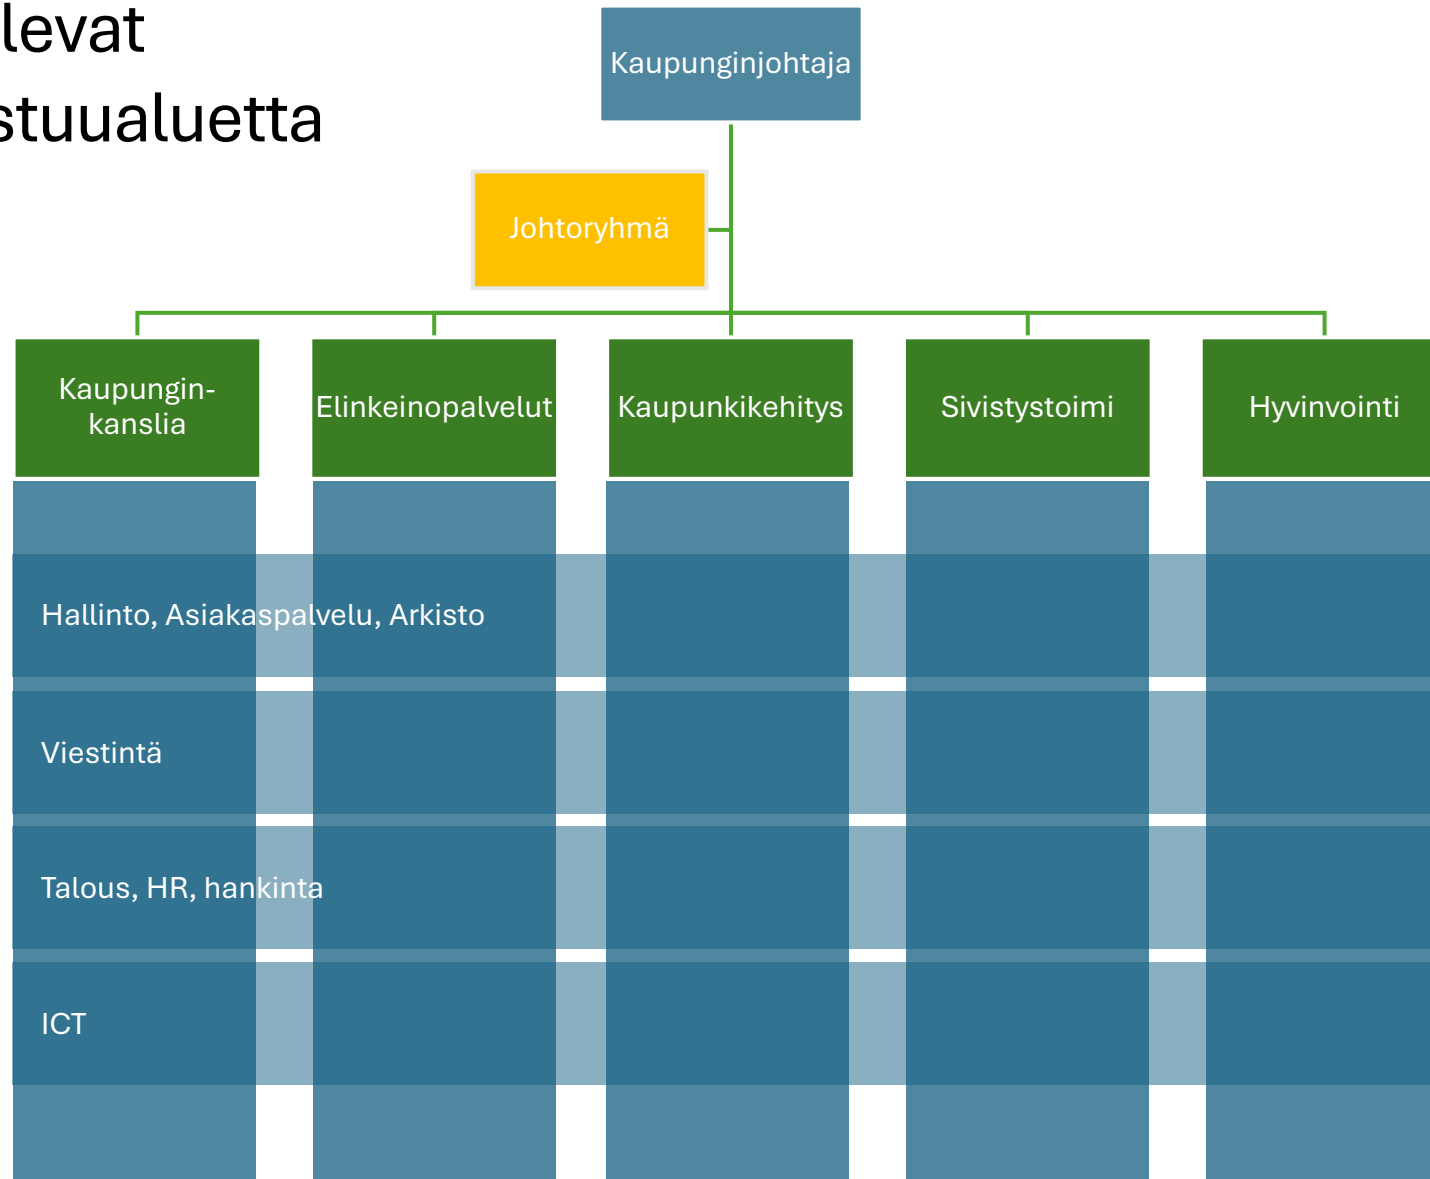 levat
stuualuetta
Kaupunginjohtaja
Johtoryhmä
Kaupungin-
kanslia
Elinkeinopalvelut
Kaupunkikehitys
Sivistystoimi
Hyvinvointi
Hallinto, Asiakaspalvelu, Arkisto
Viestintä
Talous, HR, hankinta
ICT